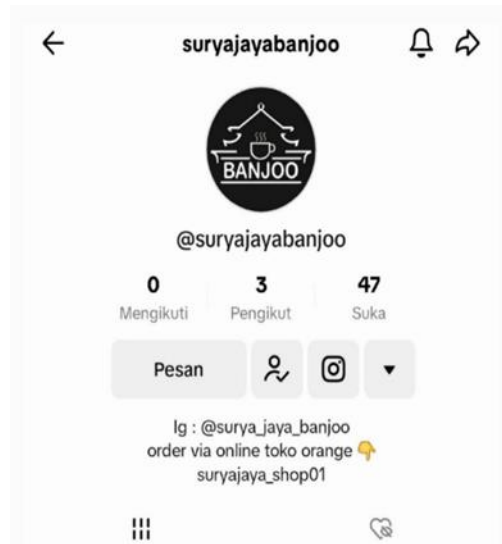 suryajayabanjoo
BANJOO
@suryajayabanjoo
0 3 47
Mengikuti Pengikut Suka
Pesan
Ig : @surya_jaya_banjoo
order via online toko orange 👇
suryajaya_shop01